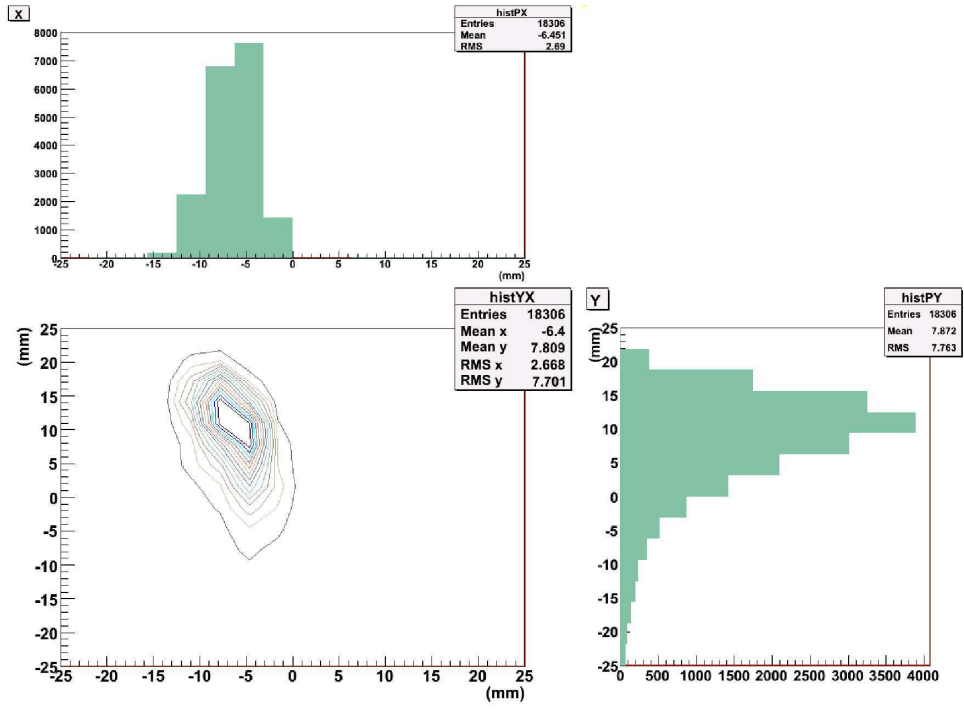 X
histPX
Entries 18306
Mean -6.451
RMS 2.69
8000
7000
6000
5000
4000
3000
2000
1000
0
-25 -20 -15 -10 -5 0 5 10 15 20 25
(mm)
histYX
Entries 18306
Mean x -6.4
Mean y 7.809
RMS x 2.668
RMS y 7.701
(mm)
25
20
15
10
5
0
-5
-10
-15
-20
-25
-25 -20 -15 -10 -5 0 5 10 15 20 25
(mm)
Y
histPY
Entries 18306
Mean 7.872
RMS 7.763
(mm)
25
20
15
10
5
0
-5
-10
-15
-20
-25
0 500 1000 1500 2000 2500 3000 3500 4000